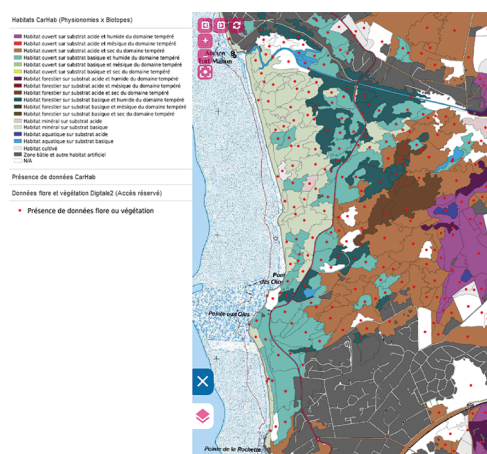 Habitats CarHab (Physionomies x Biotopes)
Habitat ouvert sur substrat acide et humide du domaine tempéré
Habitat ouvert sur substrat acide et mésique du domaine tempéré
Habitat ouvert sur substrat acide et sec du domaine tempéré
Habitat ouvert sur substrat basique et humide du domaine tempéré
Habitat ouvert sur substrat basique et mésique du domaine tempéré
Habitat ouvert sur substrat basique et sec du domaine tempéré
Habitat forestier sur substrat acide et humide du domaine tempéré
Habitat forestier sur substrat acide et mésique du domaine tempéré
Habitat forestier sur substrat acide et sec du domaine tempéré
Habitat forestier sur substrat basique et humide du domaine tempéré
Habitat forestier sur substrat basique et mésique du domaine tempéré
Habitat forestier sur substrat basique et sec du domaine tempéré
Habitat minéral sur substrat acide
Habitat minéral sur substrat basique
Habitat aquatique sur substrat acide
Habitat aquatique sur substrat basique
Habitat cultivé
Zone bâtie et autre habitat artificiel
N/A
Présence de données CarHab
Données flore et végétation Digitale2 (Accès réservé)
Présence de données flore ou végétation
Ancien
Fort Mahon
Pointe aux Oies
Pointe de la Rochette